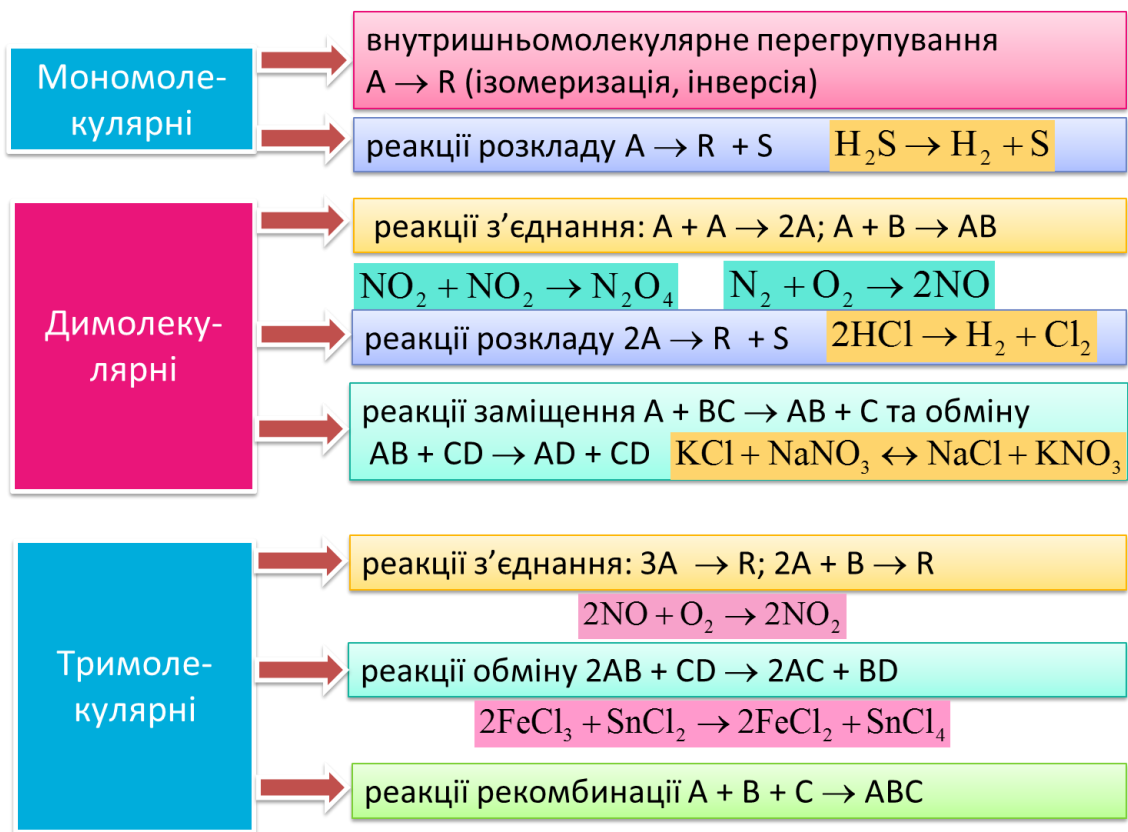 Мономоле-
кулярні
внутришньомолекулярне перегрупування
A → R (ізомеризація, інверсія)
реакції розкладу A → R + S
H₂S → H₂ + S
Димолеку-
лярні
реакції з’єднання: A + A → 2A; A + B → AB
NO₂ + NO₂ → N₂O₄
N₂ + O₂ → 2NO
реакції розкладу 2A → R + S
2HCl → H₂ + Cl₂
реакції заміщення A + BC → AB + C та обміну
AB + CD → AD + CD
KCl + NaNO₃ ↔ NaCl + KNO₃
Тримоле-
кулярні
реакції з’єднання: 3A → R; 2A + B → R
2NO + O₂ → 2NO₂
реакції обміну 2AB + CD → 2AC + BD
2FeCl₃ + SnCl₂ → 2FeCl₂ + SnCl₄
реакції рекомбинації A + B + C → ABC